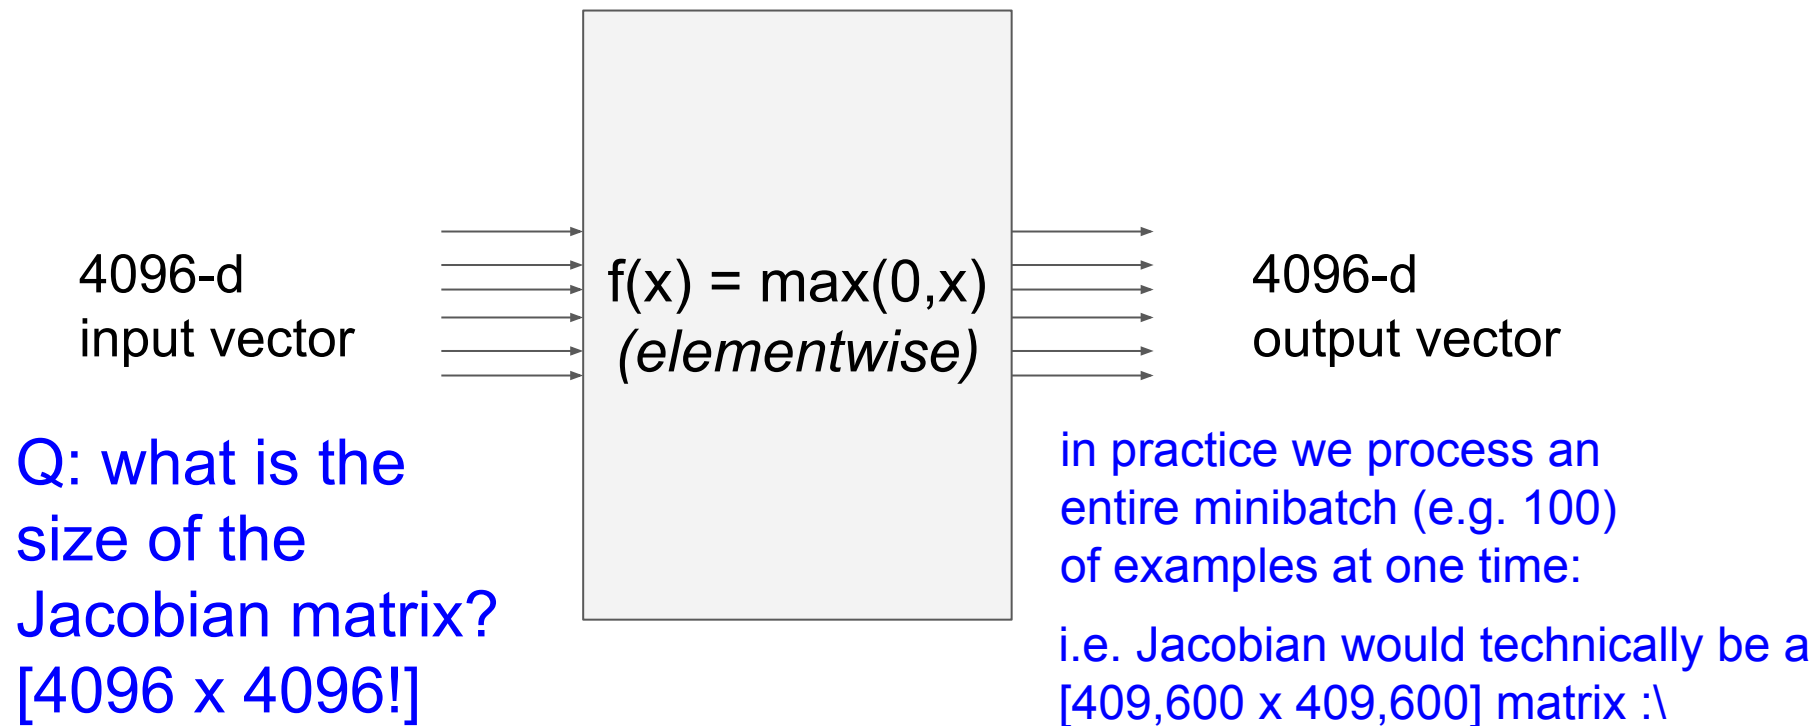 4096-d
input vector
f(x) = max(0,x)
(elementwise)
4096-d
output vector
Q: what is the
size of the
Jacobian matrix?
[4096 x 4096!]
in practice we process an
entire minibatch (e.g. 100)
of examples at one time:
i.e. Jacobian would technically be a
[409,600 x 409,600] matrix :\